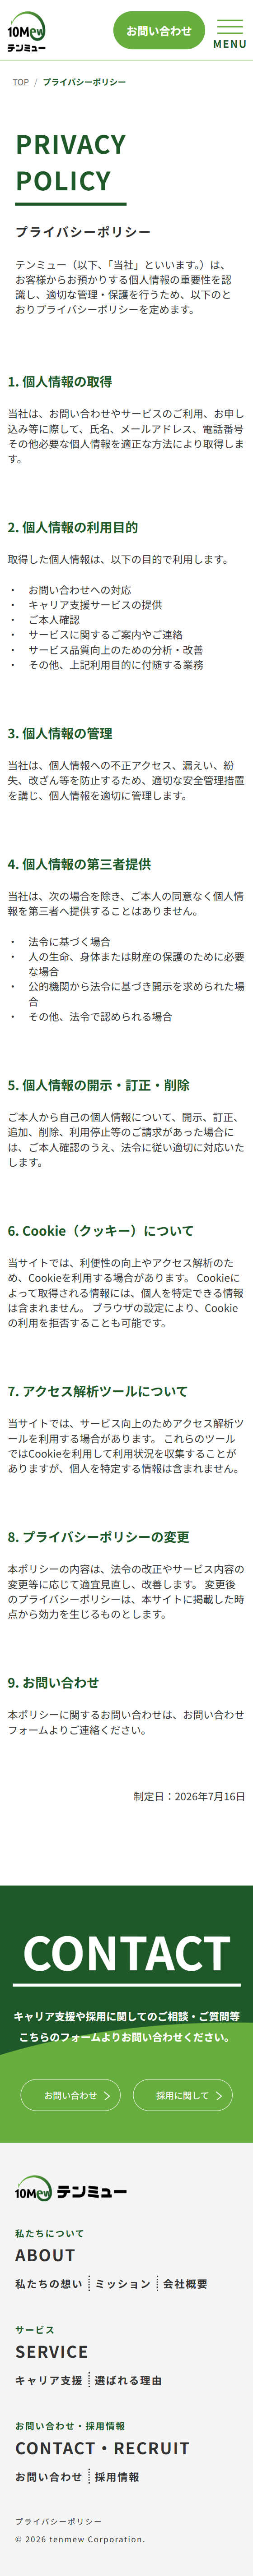 10Mew
テンミュー
お問い合わせ
MENU
TOP / プライバシーポリシー
PRIVACY
POLICY
プライバシーポリシー
テンミュー（以下、「当社」といいます。）は、
お客様からお預かりする個人情報の重要性を認
識し、適切な管理・保護を行うため、以下のと
おりプライバシーポリシーを定めます。
1. 個人情報の取得
当社は、お問い合わせやサービスのご利用、お申し
込み等に際して、氏名、メールアドレス、電話番号
その他必要な個人情報を適正な方法により取得しま
す。
2. 個人情報の利用目的
取得した個人情報は、以下の目的で利用します。
・ お問い合わせへの対応
・ キャリア支援サービスの提供
・ ご本人確認
・ サービスに関するご案内やご連絡
・ サービス品質向上のための分析・改善
・ その他、上記利用目的に付随する業務
3. 個人情報の管理
当社は、個人情報への不正アクセス、漏えい、紛
失、改ざん等を防止するため、適切な安全管理措置
を講じ、個人情報を適切に管理します。
4. 個人情報の第三者提供
当社は、次の場合を除き、ご本人の同意なく個人情
報を第三者へ提供することはありません。
・ 法令に基づく場合
・ 人の生命、身体または財産の保護のために必要
な場合
・ 公的機関から法令に基づき開示を求められた場
合
・ その他、法令で認められる場合
5. 個人情報の開示・訂正・削除
ご本人から自己の個人情報について、開示、訂正、
追加、削除、利用停止等のご請求があった場合に
は、ご本人確認のうえ、法令に従い適切に対応いた
します。
6. Cookie（クッキー）について
当サイトでは、利便性の向上やアクセス解析のた
め、Cookieを利用する場合があります。 Cookieに
よって取得される情報には、個人を特定できる情報
は含まれません。 ブラウザの設定により、Cookie
の利用を拒否することも可能です。
7. アクセス解析ツールについて
当サイトでは、サービス向上のためアクセス解析ツ
ールを利用する場合があります。 これらのツール
ではCookieを利用して利用状況を収集することが
ありますが、個人を特定する情報は含まれません。
8. プライバシーポリシーの変更
本ポリシーの内容は、法令の改正やサービス内容の
変更等に応じて適宜見直し、改善します。 変更後
のプライバシーポリシーは、本サイトに掲載した時
点から効力を生じるものとします。
9. お問い合わせ
本ポリシーに関するお問い合わせは、お問い合わせ
フォームよりご連絡ください。
制定日：2026年7月16日
CONTACT
キャリア支援や採用に関してのご相談・ご質問等
こちらのフォームよりお問い合わせください。
お問い合わせ
採用に関して
10Mew テンミュー
私たちについて
ABOUT
私たちの想い ミッション 会社概要
サービス
SERVICE
キャリア支援 選ばれる理由
お問い合わせ・採用情報
CONTACT・RECRUIT
お問い合わせ 採用情報
プライバシーポリシー
© 2026 tenmew Corporation.